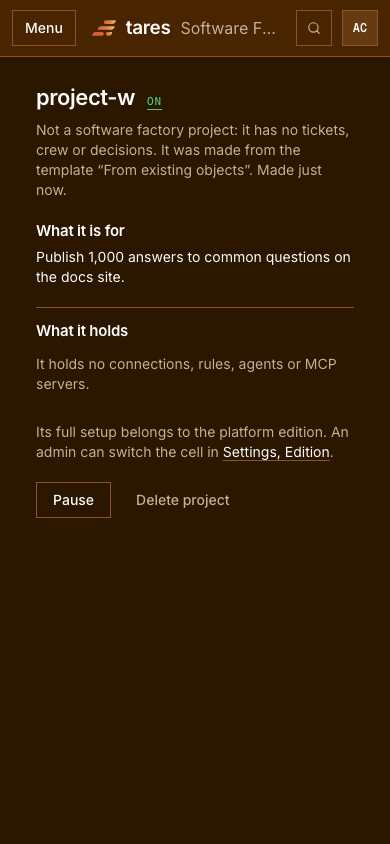 Menu
tares
Software F…
AC
project-w
ON
Not a software factory project: it has no tickets,
crew or decisions. It was made from the
template “From existing objects”. Made just
now.
What it is for
Publish 1,000 answers to common questions on
the docs site.
What it holds
It holds no connections, rules, agents or MCP
servers.
Its full setup belongs to the platform edition. An
admin can switch the cell in Settings, Edition.
Pause
Delete project